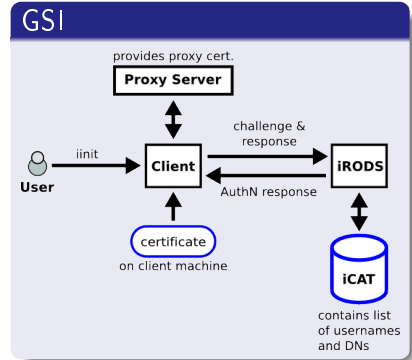 GSI
provides proxy cert.
Proxy Server
challenge &
response
iinit
User
Client
iRODS
AuthN response
certificate
on client machine
iCAT
contains list
of usernames
and DNs